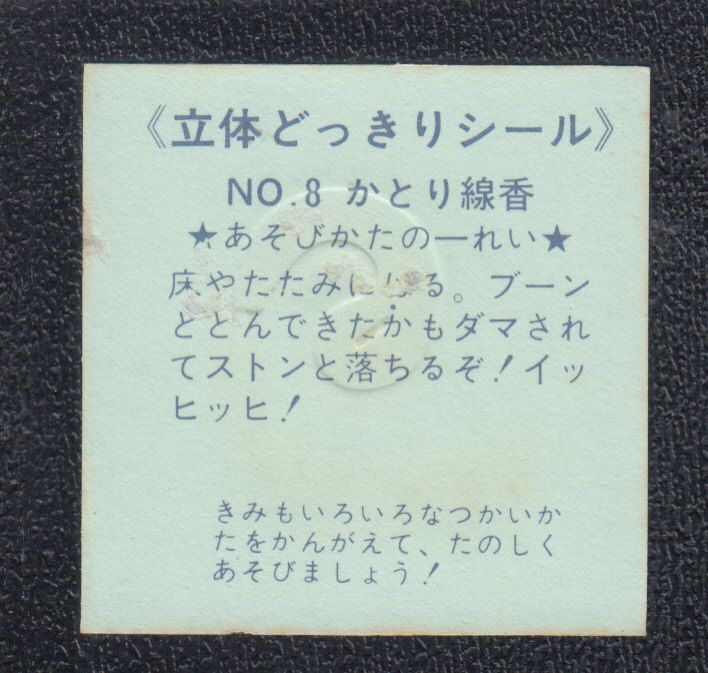 《立体どっきりシール》
NO.8 かとり線香
★あそびかたの一れい★
床やたたみにはる。ブーン
ととんできたかもダマされ
てストンと落ちるぞ!イッ
ヒッヒ!
きみもいろいろなつかいか
たをかんがえて、たのしく
あそびましょう!